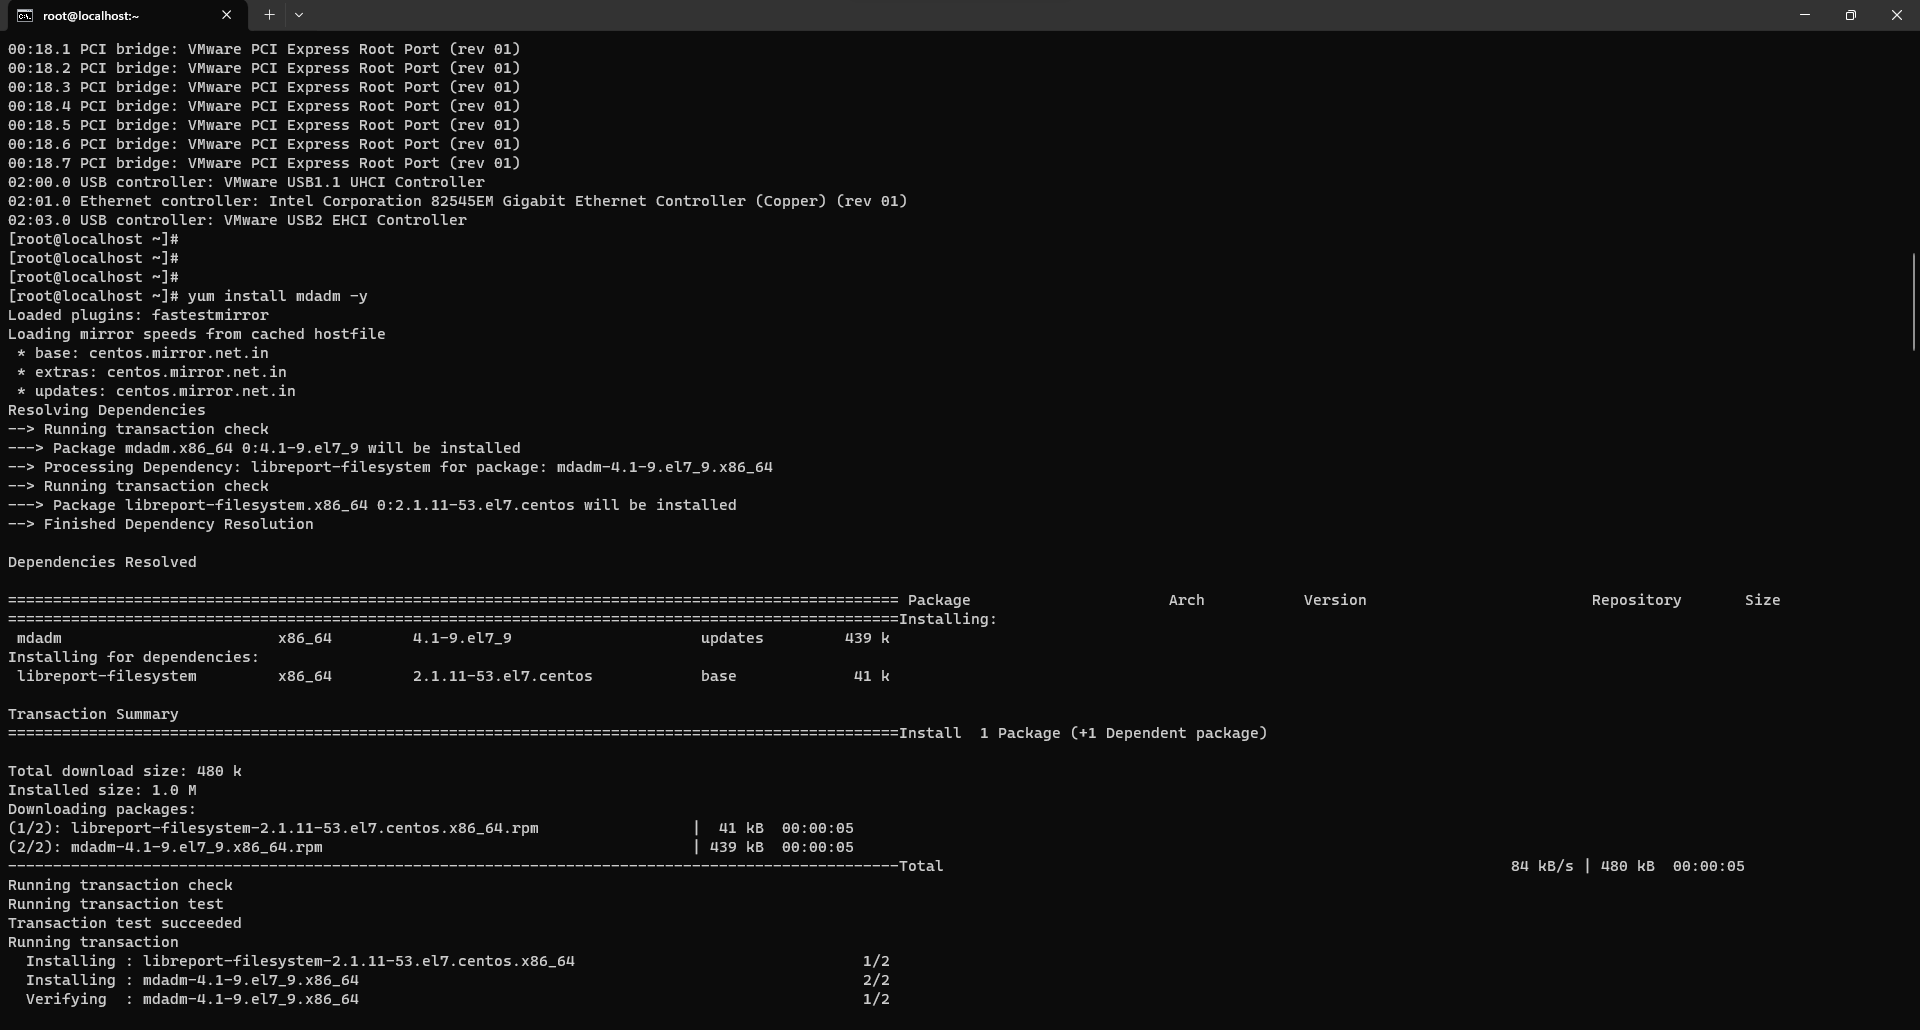 root@localhost:~
00:18.1 PCI bridge: VMware PCI Express Root Port (rev 01)
00:18.2 PCI bridge: VMware PCI Express Root Port (rev 01)
00:18.3 PCI bridge: VMware PCI Express Root Port (rev 01)
00:18.4 PCI bridge: VMware PCI Express Root Port (rev 01)
00:18.5 PCI bridge: VMware PCI Express Root Port (rev 01)
00:18.6 PCI bridge: VMware PCI Express Root Port (rev 01)
00:18.7 PCI bridge: VMware PCI Express Root Port (rev 01)
02:00.0 USB controller: VMware USB1.1 UHCI Controller
02:01.0 Ethernet controller: Intel Corporation 82545EM Gigabit Ethernet Controller (Copper) (rev 01)
02:03.0 USB controller: VMware USB2 EHCI Controller
[root@localhost ~]#
[root@localhost ~]#
[root@localhost ~]#
[root@localhost ~]# yum install mdadm -y
Loaded plugins: fastestmirror
Loading mirror speeds from cached hostfile
 * base: centos.mirror.net.in
 * extras: centos.mirror.net.in
 * updates: centos.mirror.net.in
Resolving Dependencies
--> Running transaction check
---> Package mdadm.x86_64 0:4.1-9.el7_9 will be installed
--> Processing Dependency: libreport-filesystem for package: mdadm-4.1-9.el7_9.x86_64
--> Running transaction check
---> Package libreport-filesystem.x86_64 0:2.1.11-53.el7.centos will be installed
--> Finished Dependency Resolution

Dependencies Resolved

=================================================================================================== Package                      Arch           Version                         Repository       Size
===================================================================================================Installing:
 mdadm                        x86_64         4.1-9.el7_9                     updates         439 k
Installing for dependencies:
 libreport-filesystem         x86_64         2.1.11-53.el7.centos            base             41 k

Transaction Summary
===================================================================================================Install  1 Package (+1 Dependent package)

Total download size: 480 k
Installed size: 1.0 M
Downloading packages:
(1/2): libreport-filesystem-2.1.11-53.el7.centos.x86_64.rpm                 |  41 kB  00:00:05
(2/2): mdadm-4.1-9.el7_9.x86_64.rpm                                         | 439 kB  00:00:05
---------------------------------------------------------------------------------------------------Total                                                               84 kB/s | 480 kB  00:00:05
Running transaction check
Running transaction test
Transaction test succeeded
Running transaction
  Installing : libreport-filesystem-2.1.11-53.el7.centos.x86_64                                1/2
  Installing : mdadm-4.1-9.el7_9.x86_64                                                        2/2
  Verifying  : mdadm-4.1-9.el7_9.x86_64                                                        1/2